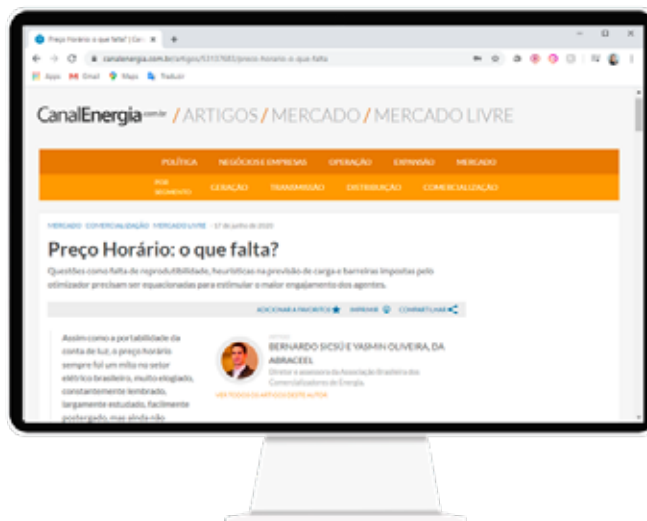 Preço Horário: o que falta? | Can
canalenergia.com.br/artigos/53137681/preco-horario-o-que-falta
Apps Gmail Maps Traduzir
CanalEnergia.com.br / ARTIGOS / MERCADO / MERCADO LIVRE
POLÍTICA NEGÓCIOS E EMPRESAS OPERAÇÃO EXPANSÃO MERCADO
POR SEGMENTO GERAÇÃO TRANSMISSÃO DISTRIBUIÇÃO COMERCIALIZAÇÃO
MERCADO COMERCIALIZAÇÃO MERCADO LIVRE - 17 de junho de 2020
Preço Horário: o que falta?
Questões como falta de reprodutibilidade, heurísticas na previsão de carga e barreiras impostas pelo
otimizador precisam ser equacionadas para estimular o maior engajamento dos agentes.
ADICIONAR A FAVORITOS IMPRIMIR COMPARTILHAR
Assim como a portabilidade da
conta de luz, o preço horário
sempre foi um mito no setor
elétrico brasileiro, muito elogiado,
constantemente lembrado,
largamente estudado, facilmente
postergado, mas ainda não
BERNARDO SICSÚ E YASMIN OLIVEIRA, DA
ABRACEEL
Diretor e assessora da Associação Brasileira dos
Comercializadores de Energia.
VER TODOS OS ARTIGOS DESTE AUTOR